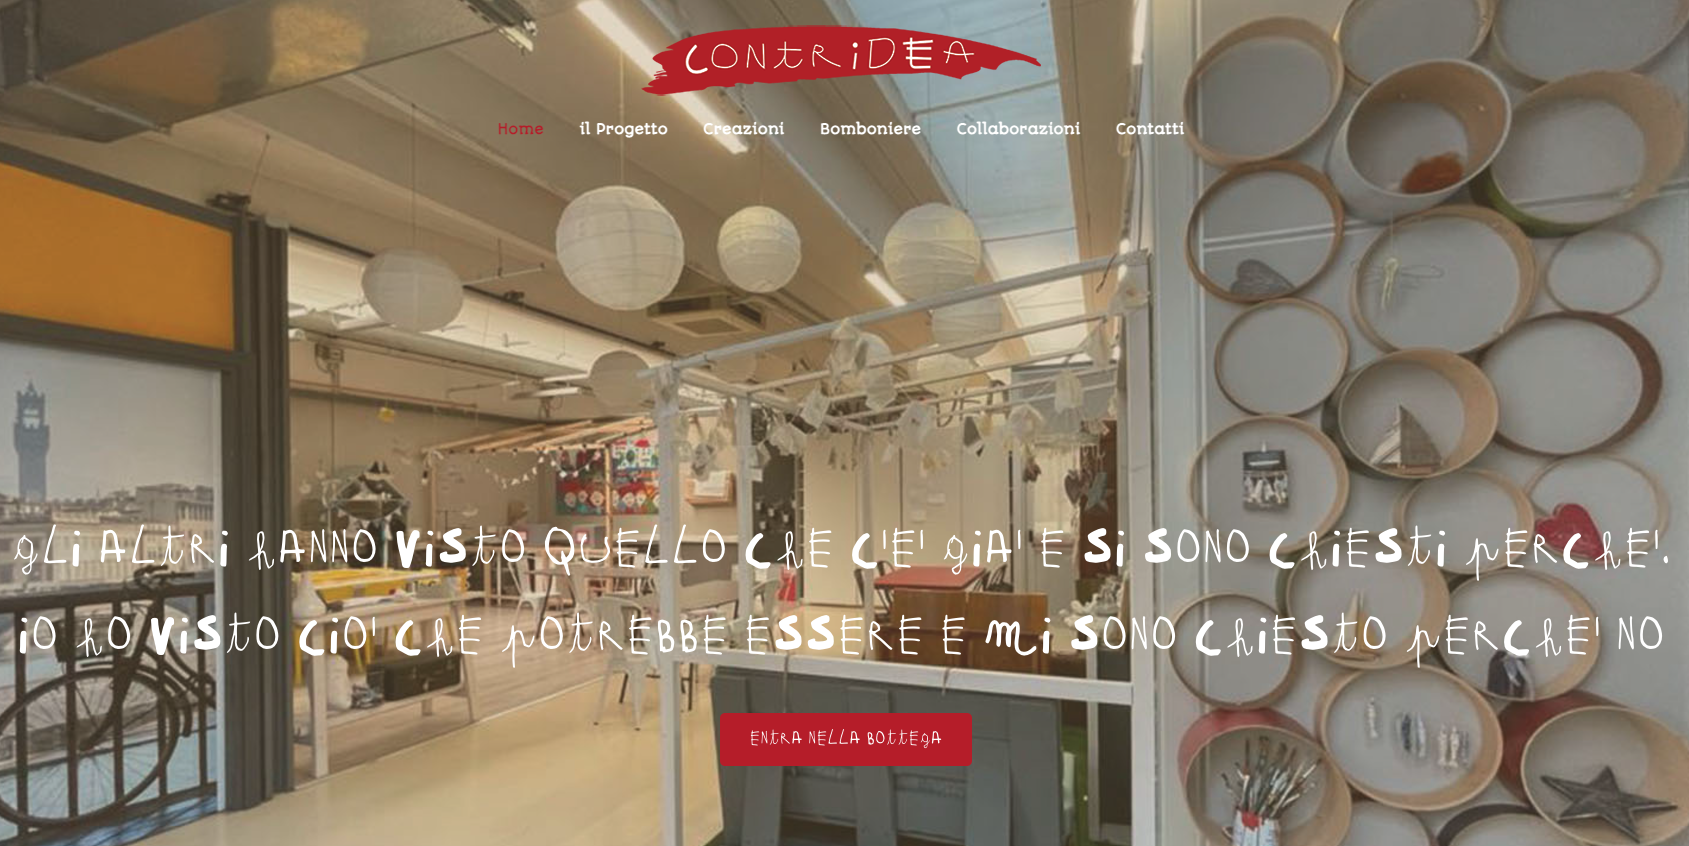 CONTRIDEA
Home il Progetto Creazioni Bomboniere Collaborazioni Contatti
gLi ALtRi hANNO ViStO QUELLO ChE C'E' giA' E Si SONO ChiESti pERChE'.
iO hO ViStO CiO' ChE pOtREBBE ESSERE E mi SONO ChiEStO pERChE' NO
ENtRA NELLA BOttEgA